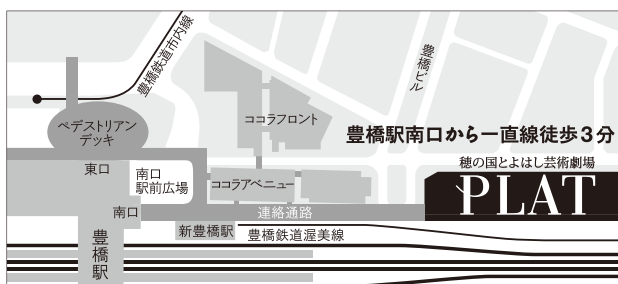 豊橋鉄道市内線
豊橋ビル
ペデストリアン
デッキ
ココラフロント
豊橋駅南口から一直線徒歩3分
穂の国とよはし芸術劇場
PLAT
東口
南口
駅前広場
ココラアベニュー
南口
連絡通路
新豊橋駅
豊橋鉄道渥美線
豊橋駅